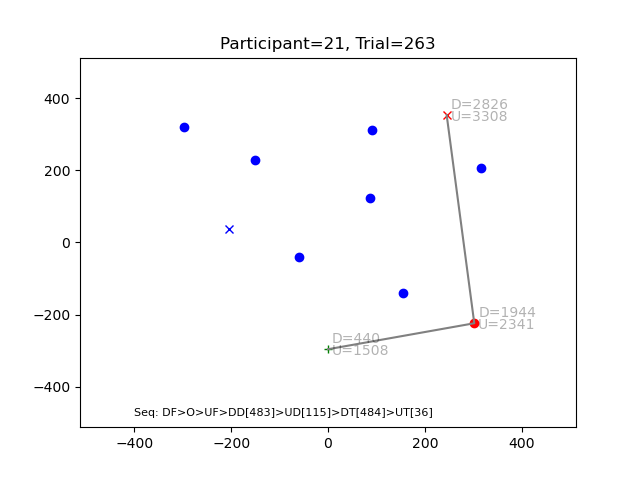 Participant=21, Trial=263
400
200
0
−200
−400
D=2826
U=3308
D=1944
U=2341
D=440
U=1508
Seq: DF>O>UF>DD[483]>UD[115]>DT[484]>UT[36]
−400 −200 0 200 400